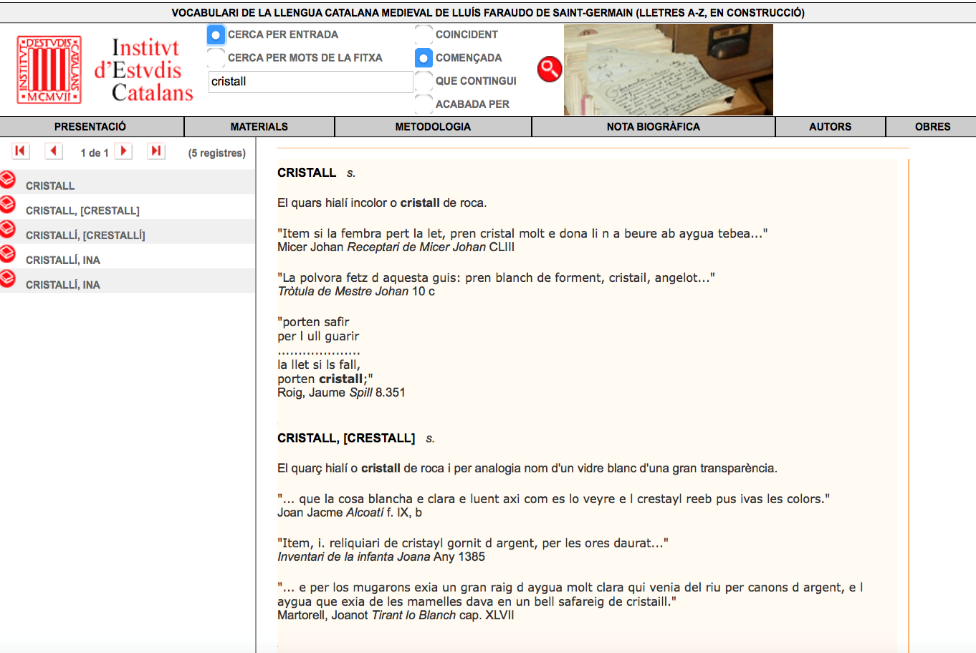 VOCABULARI DE LA LLENGUA CATALANA MEDIEVAL DE LLUÍS FARAUDO DE SAINT-GERMAIN (LLETRES A-Z, EN CONSTRUCCIÓ)
INSTITVT
D'ESTVDIS
CATALANS
MCMVII
Institvt
d'Estvdis
Catalans
CERCA PER ENTRADA
CERCA PER MOTS DE LA FITXA
cristall
COINCIDENT
COMENÇADA
QUE CONTINGUI
ACABADA PER
PRESENTACIÓ MATERIALS METODOLOGIA NOTA BIOGRÀFICA AUTORS OBRES
1 de 1 (5 registres)
CRISTALL
CRISTALL, [CRESTALL]
CRISTALLÍ, [CRESTALLÍ]
CRISTALLÍ, INA
CRISTALLÍ, INA
CRISTALL s.
El quars hialí incolor o cristall de roca.
"Item si la fembra pert la let, pren cristal molt e dona li n a beure ab aygua tebea..."
Micer Johan Receptari de Micer Johan CLIII
"La polvora fetz d aquesta guis: pren blanch de forment, cristail, angelot..."
Tròtula de Mestre Johan 10 c
"porten safir
per l ull guarir
....................
la llet si ls fall,
porten cristall;"
Roig, Jaume Spill 8.351
CRISTALL, [CRESTALL] s.
El quarç hialí o cristall de roca i per analogia nom d'un vidre blanc d'una gran transparència.
"... que la cosa blancha e clara e luent axi com es lo veyre e l crestayl reeb pus ivas les colors."
Joan Jacme Alcoatí f. IX, b
"Item, i. reliquiari de cristayl gornit d argent, per les ores daurat..."
Inventari de la infanta Joana Any 1385
"... e per los mugarons exia un gran raig d aygua molt clara qui venia del riu per canons d argent, e l
aygua que exia de les mamelles dava en un bell safareig de cristaill."
Martorell, Joanot Tirant lo Blanch cap. XLVII